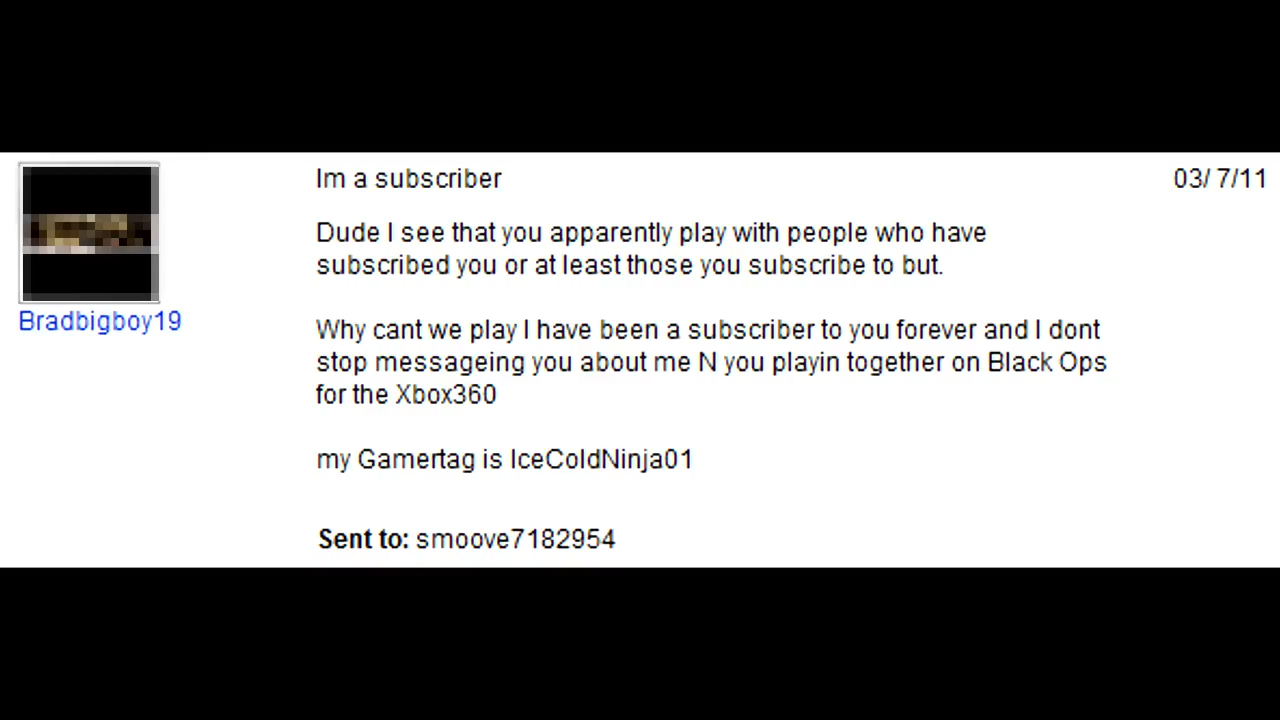 Im a subscriber
03/ 7/11
Dude I see that you apparently play with people who have
subscribed you or at least those you subscribe to but.
Bradbigboy19
Why cant we play I have been a subscriber to you forever and I dont
stop messageing you about me N you playin together on Black Ops
for the Xbox360
my Gamertag is IceColdNinja01
Sent to: smoove7182954